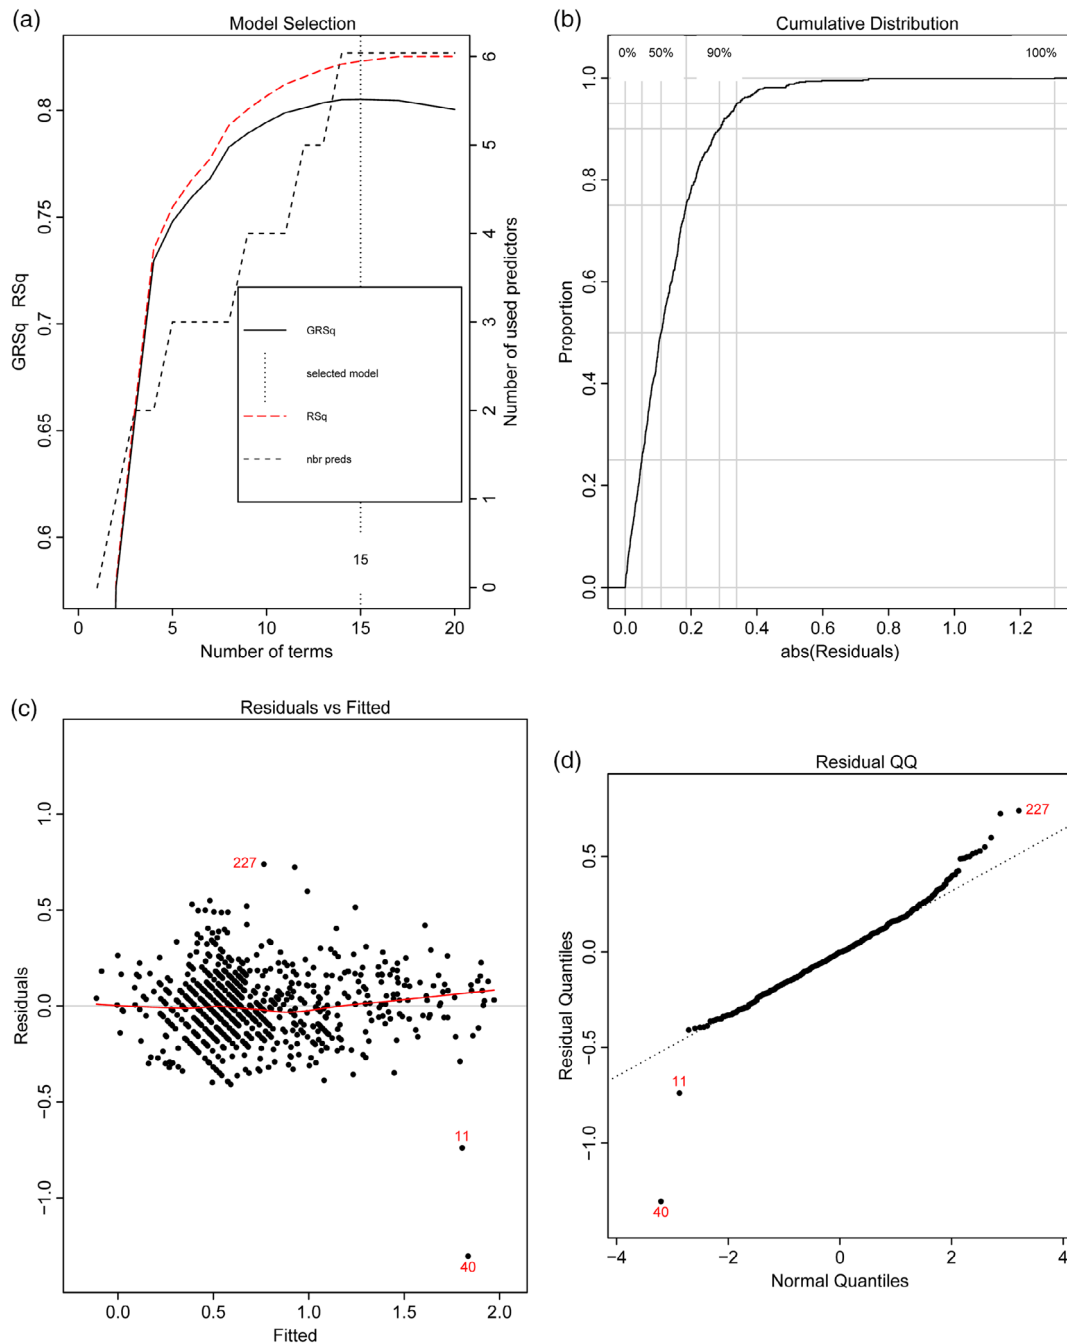 (a)
Model Selection
GRSq RSq
0.6
0.65
0.7
0.75
0.8
0
5
10
15
20
Number of terms
0
1
2
3
4
5
6
Number of used predictors
GRSq
selected model
RSq
nbr preds
15
(b)
Cumulative Distribution
0% 50% 90% 100%
Proportion
0.0
0.2
0.4
0.6
0.8
1.0
0.0 0.2 0.4 0.6 0.8 1.0 1.2
abs(Residuals)
(c)
Residuals vs Fitted
Residuals
1.0
0.5
0.0
−0.5
−1.0
227
11
40
0.0 0.5 1.0 1.5 2.0
Fitted
(d)
Residual QQ
Residual Quantiles
0.5
0.0
−0.5
−1.0
227
11
40
−4 −2 0 2 4
Normal Quantiles